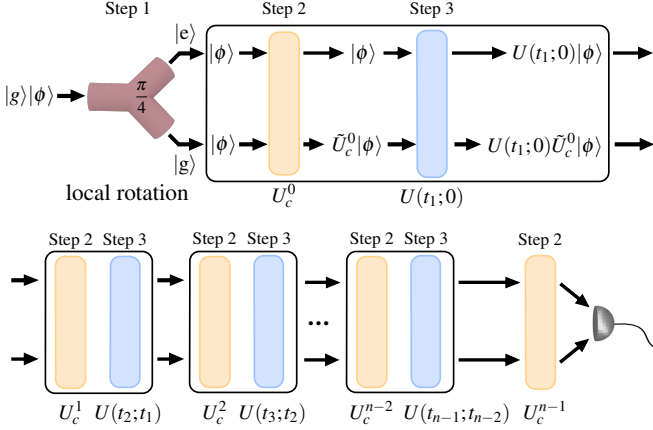 Step 1
Step 2
Step 3
|e⟩
|g⟩|ϕ⟩
π/4
|g⟩
local rotation
|ϕ⟩
|ϕ⟩
U(t₁;0)|ϕ⟩
|ϕ⟩
Ũ_c^0|ϕ⟩
U(t₁;0)Ũ_c^0|ϕ⟩
U_c^0
U(t₁;0)
Step 2 Step 3
Step 2 Step 3
Step 2 Step 3
Step 2
...
U_c^1 U(t₂;t₁)
U_c^2 U(t₃;t₂)
U_c^{n−2} U(t_{n−1};t_{n−2})
U_c^{n−1}